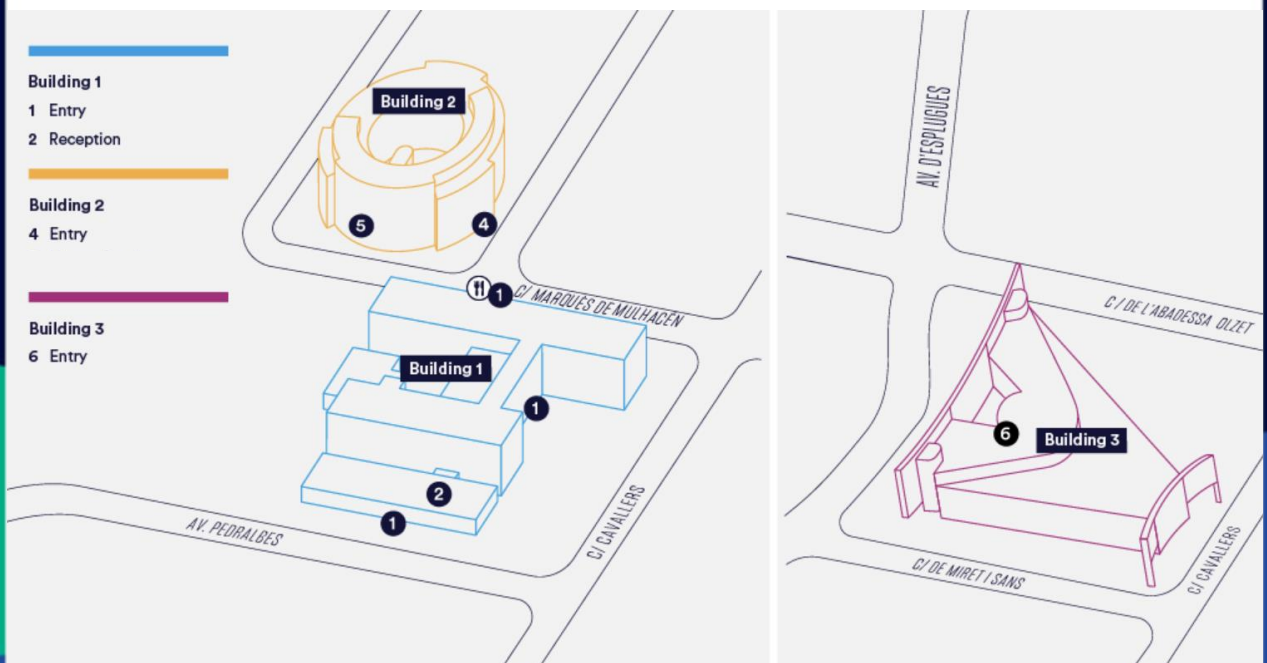 Building 1
1 Entry
2 Reception
Building 2
4 Entry
Building 3
6 Entry
Building 2
5
4
1
C/ MARQUÈS DE MULHACÉN
Building 1
1
2
1
AV. PEDRALBES
C/ CAVALLERS
AV. D'ESPLUGUES
C/ DE L'ABADESSA OLZET
6
Building 3
C/ DE MIRET I SANS
C/ CAVALLERS